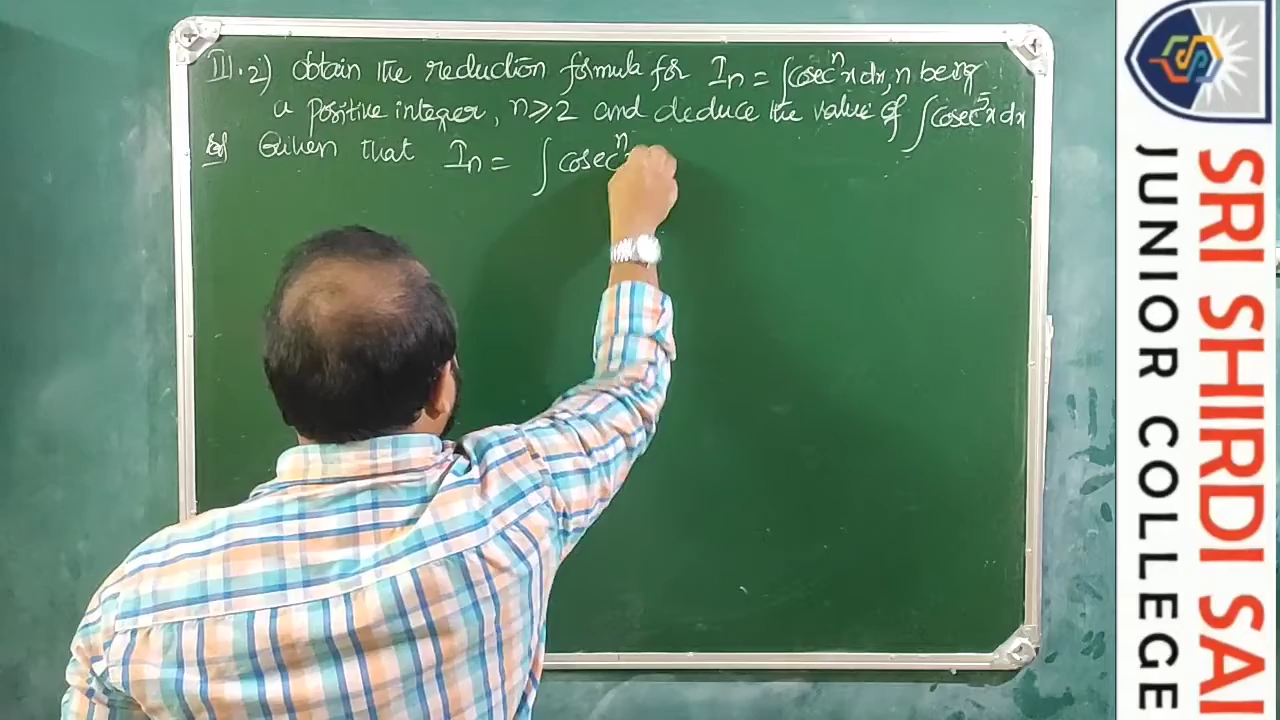 III. 2) obtain the reduction formula for Iₙ = ∫cosecⁿx dx, n being
a positive integer, n ≥ 2 and deduce the value of ∫cosec⁵x dx
Sol Given that Iₙ = ∫ cosecⁿ
SRI SHIRDI SAI
JUNIOR COLLEGE